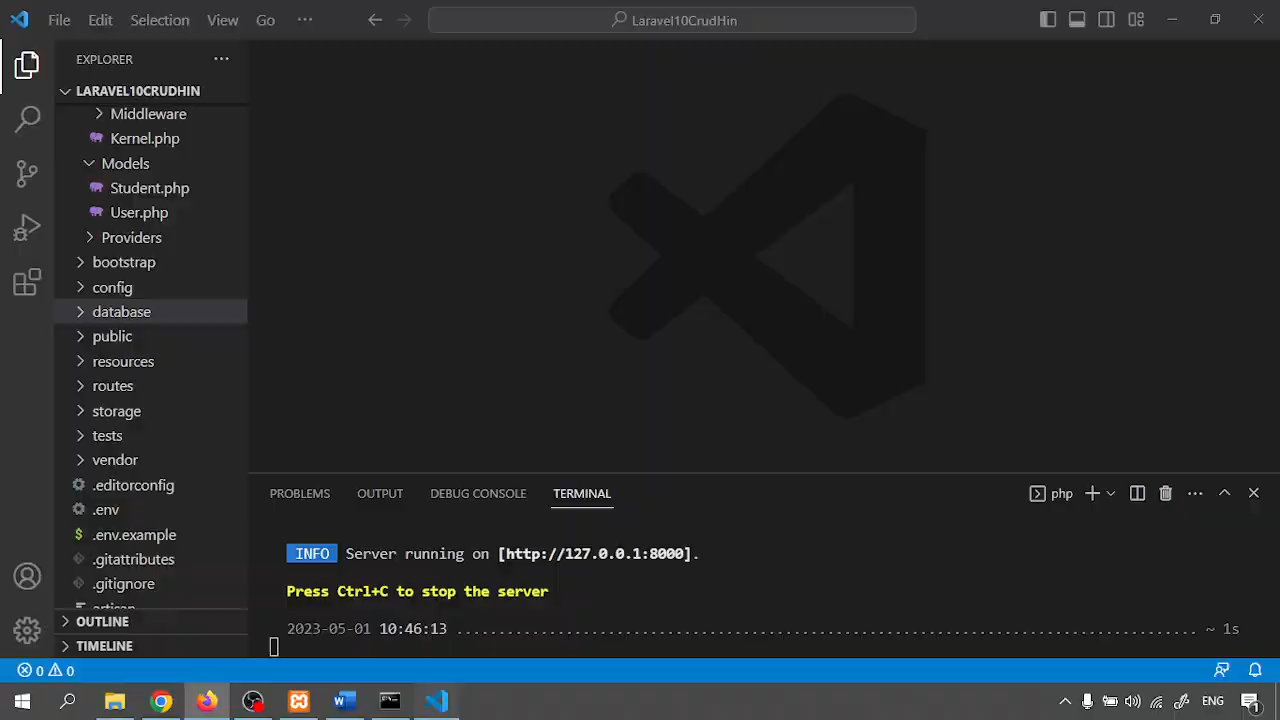 File Edit Selection View Go ··· Laravel10CrudHin
EXPLORER ···
LARAVEL10CRUDHIN
Middleware
Kernel.php
Models
Student.php
User.php
Providers
bootstrap
config
database
public
resources
routes
storage
tests
vendor
.editorconfig
.env
.env.example
.gitattributes
.gitignore
artisan
OUTLINE
TIMELINE
PROBLEMS OUTPUT DEBUG CONSOLE TERMINAL php
INFO Server running on [http://127.0.0.1:8000].
Press Ctrl+C to stop the server
2023-05-01 10:46:13 ........................................................................................ ~ 1s
0 0
ENG 1